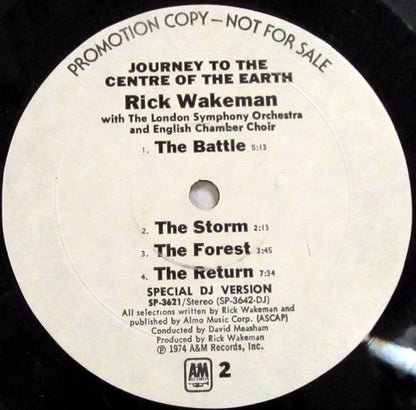 PROMOTION COPY—NOT FOR SALE
JOURNEY TO THE
CENTRE OF THE EARTH
Rick Wakeman
with The London Symphony Orchestra
and English Chamber Choir
1. The Battle 5:13
2. The Storm 2:13
3. The Forest 3:45
4. The Return 7:34
SPECIAL DJ VERSION
SP-3621/Stereo (SP-3642-DJ)
All selections written by Rick Wakeman and
published by Almo Music Corp. (ASCAP)
Conducted by David Measham
Produced by Rick Wakeman
℗ 1974 A&M Records, Inc.
A&M
RECORDS
2